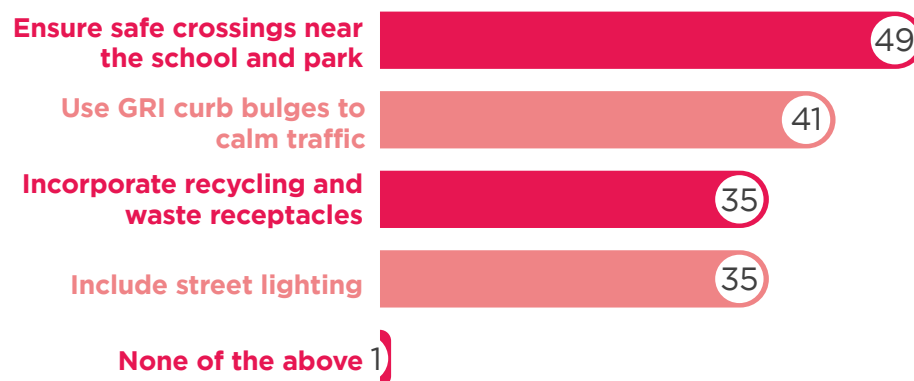 Ensure safe crossings near
the school and park
49
Use GRI curb bulges to
calm traffic
41
Incorporate recycling and
waste receptacles
35
Include street lighting
35
None of the above
1